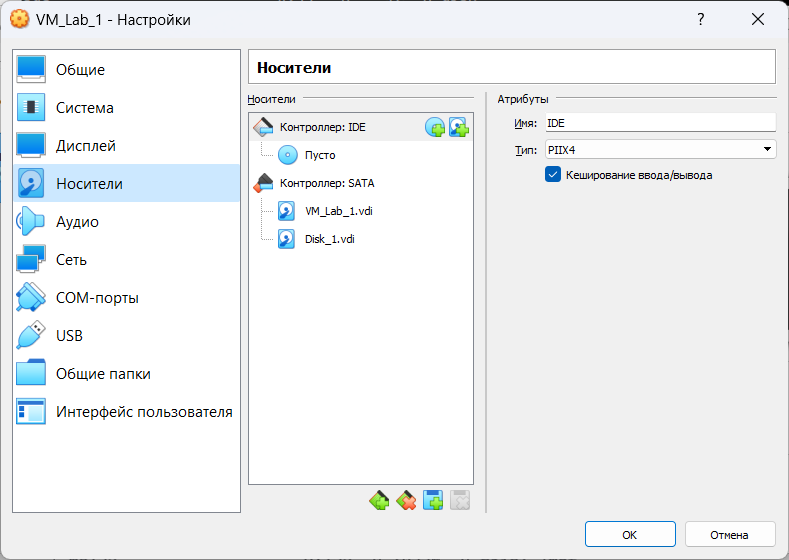 VM_Lab_1 - Настройки
?
Общие
Система
Дисплей
Носители
Аудио
Сеть
COM-порты
USB
Общие папки
Интерфейс пользователя
Носители
Носители
Контроллер: IDE
Пусто
Контроллер: SATA
VM_Lab_1.vdi
Disk_1.vdi
Атрибуты
Имя: IDE
Тип: PIIX4
Кеширование ввода/вывода
OK
Отмена